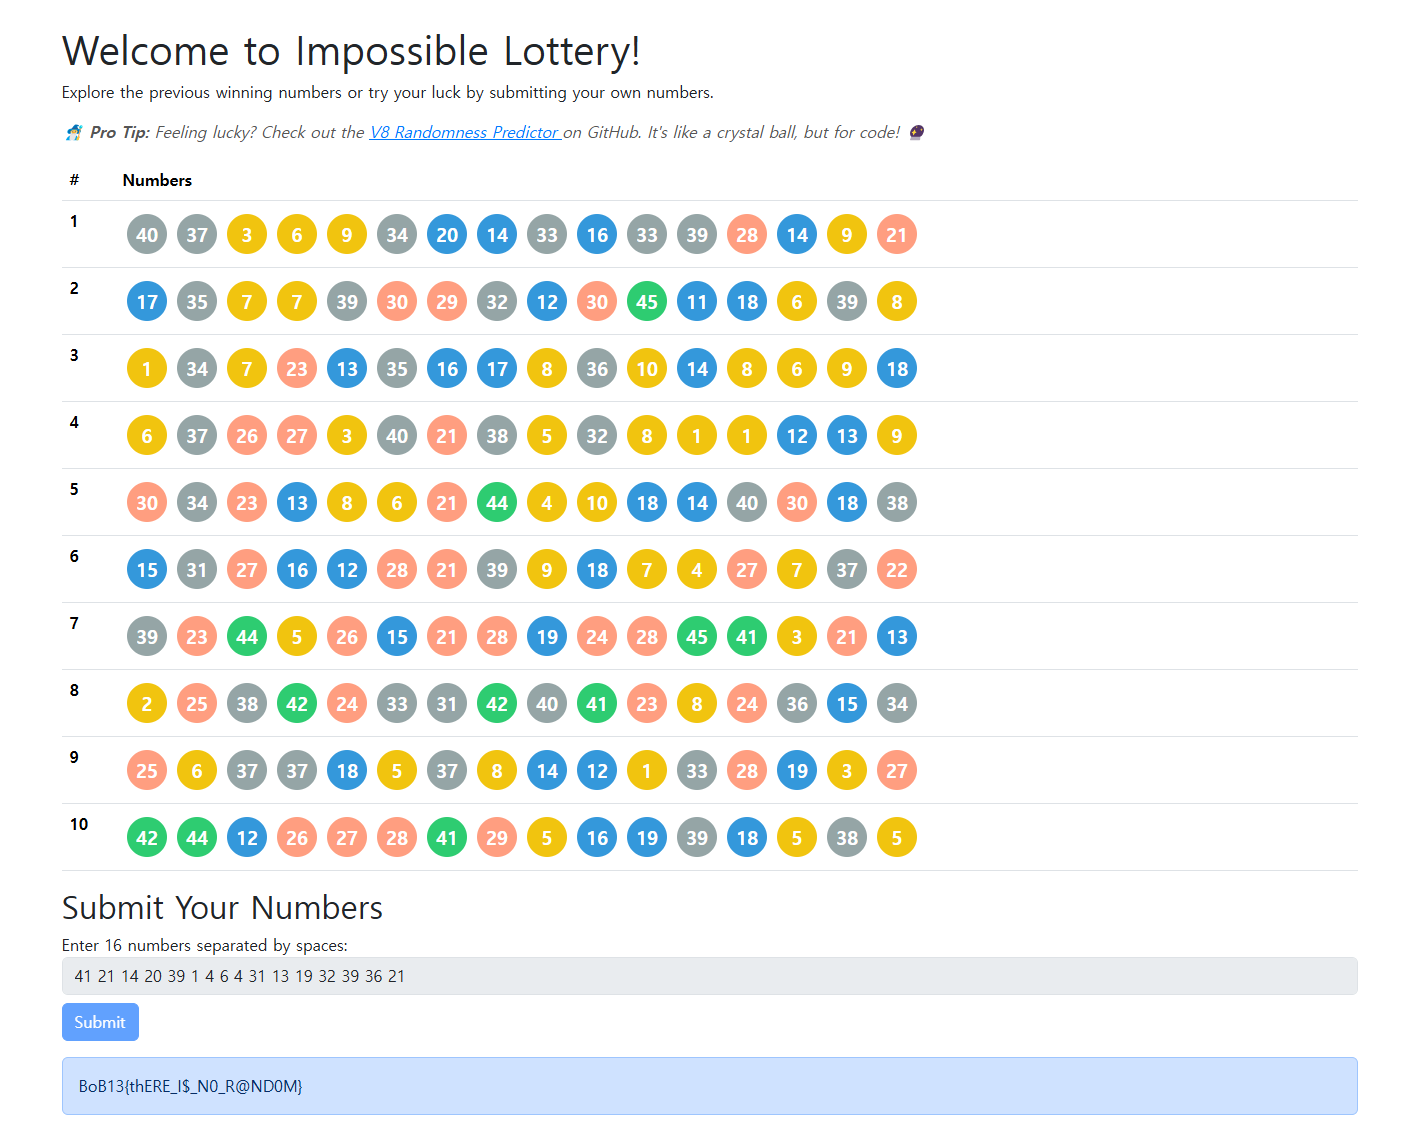 Welcome to Impossible Lottery!
Explore the previous winning numbers or try your luck by submitting your own numbers.
Pro Tip: Feeling lucky? Check out the V8 Randomness Predictor on GitHub. It's like a crystal ball, but for code!
# Numbers
1 40 37 3 6 9 34 20 14 33 16 33 39 28 14 9 21
2 17 35 7 7 39 30 29 32 12 30 45 11 18 6 39 8
3 1 34 7 23 13 35 16 17 8 36 10 14 8 6 9 18
4 6 37 26 27 3 40 21 38 5 32 8 1 1 12 13 9
5 30 34 23 13 8 6 21 44 4 10 18 14 40 30 18 38
6 15 31 27 16 12 28 21 39 9 18 7 4 27 7 37 22
7 39 23 44 5 26 15 21 28 19 24 28 45 41 3 21 13
8 2 25 38 42 24 33 31 42 40 41 23 8 24 36 15 34
9 25 6 37 37 18 5 37 8 14 12 1 33 28 19 3 27
10 42 44 12 26 27 28 41 29 5 16 19 39 18 5 38 5
Submit Your Numbers
Enter 16 numbers separated by spaces:
41 21 14 20 39 1 4 6 4 31 13 19 32 39 36 21
Submit
BoB13{thERE_I$_N0_R@ND0M}